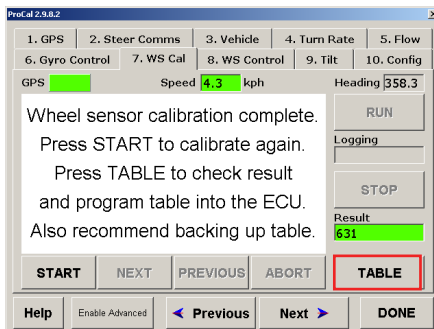 ProCal 2.9.8.2
1. GPS 2. Steer Comms 3. Vehicle 4. Turn Rate 5. Flow
6. Gyro Control 7. WS Cal 8. WS Control 9. Tilt 10. Config
GPS Speed 4.3 kph Heading 358.3
Wheel sensor calibration complete.
Press START to calibrate again.
Press TABLE to check result
and program table into the ECU.
Also recommend backing up table.
RUN
Logging
STOP
Result
631
START NEXT PREVIOUS ABORT TABLE
Help Enable Advanced Previous Next DONE